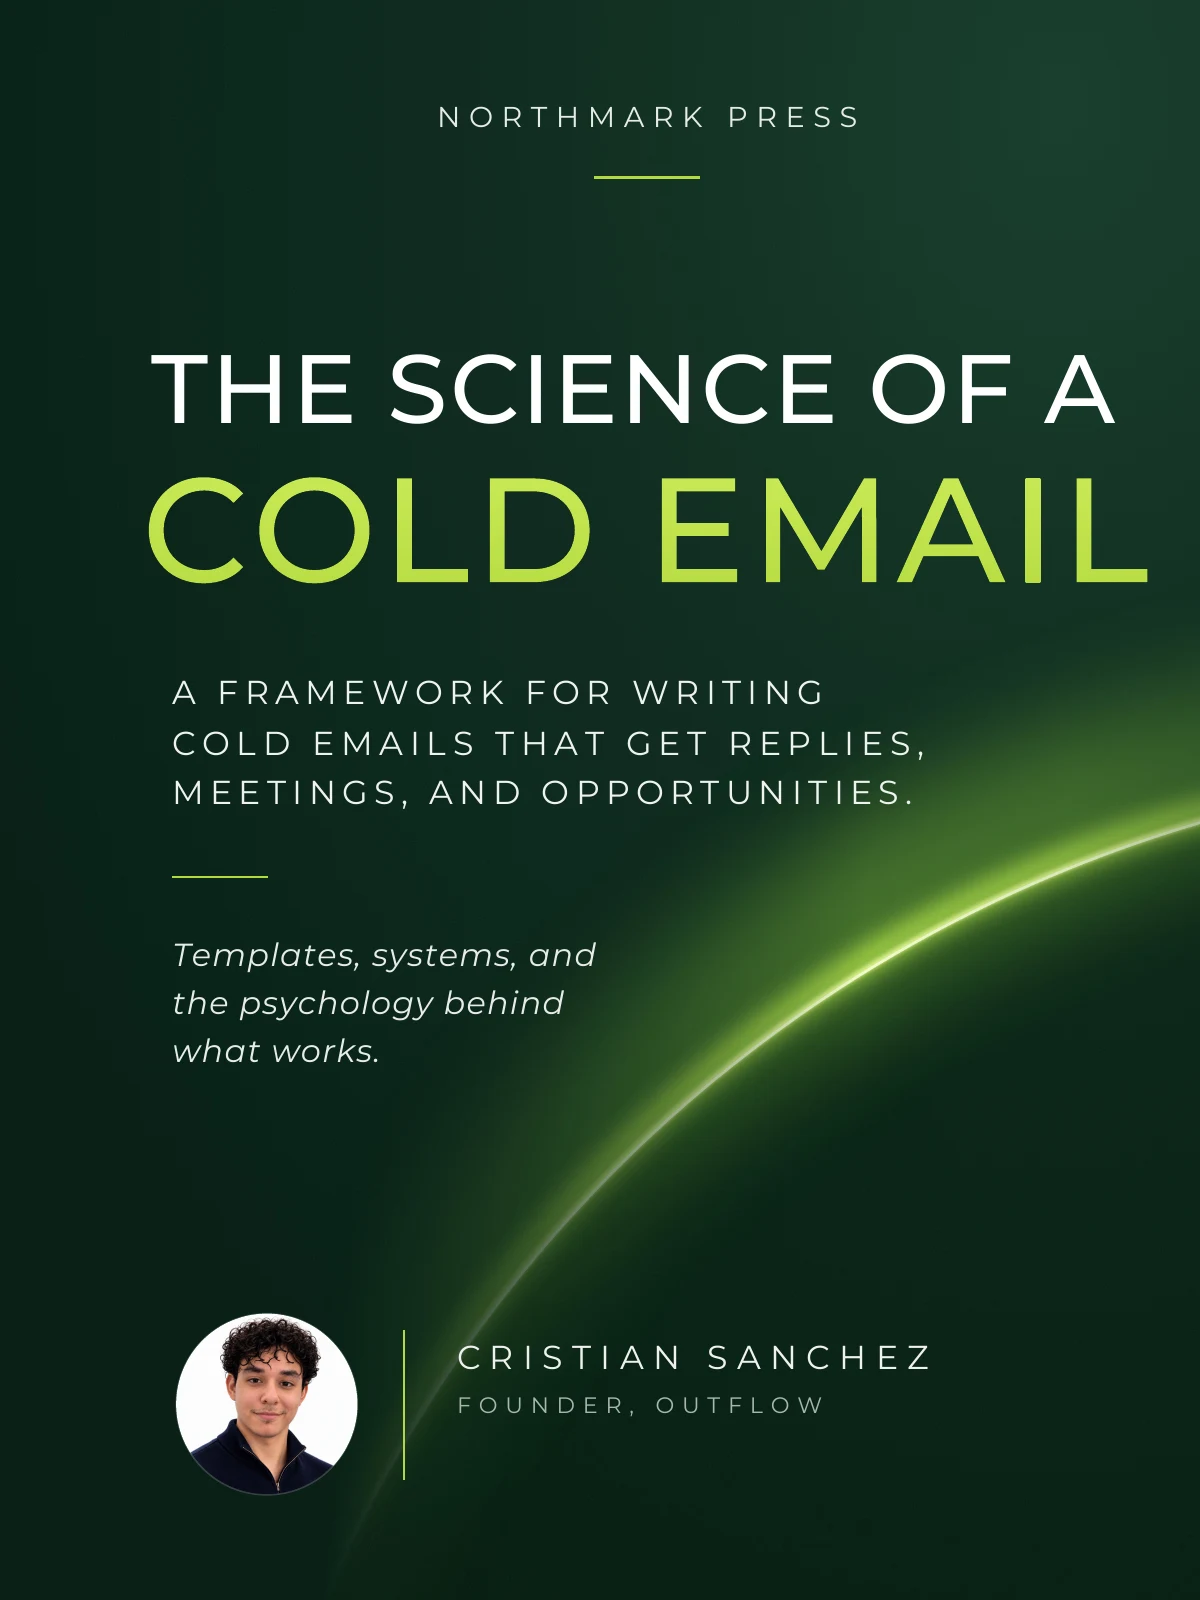 NORTHMARK PRESS
THE SCIENCE OF A
COLD EMAIL
A FRAMEWORK FOR WRITING
COLD EMAILS THAT GET REPLIES,
MEETINGS, AND OPPORTUNITIES.
Templates, systems, and
the psychology behind
what works.
CRISTIAN SANCHEZ
FOUNDER, OUTFLOW